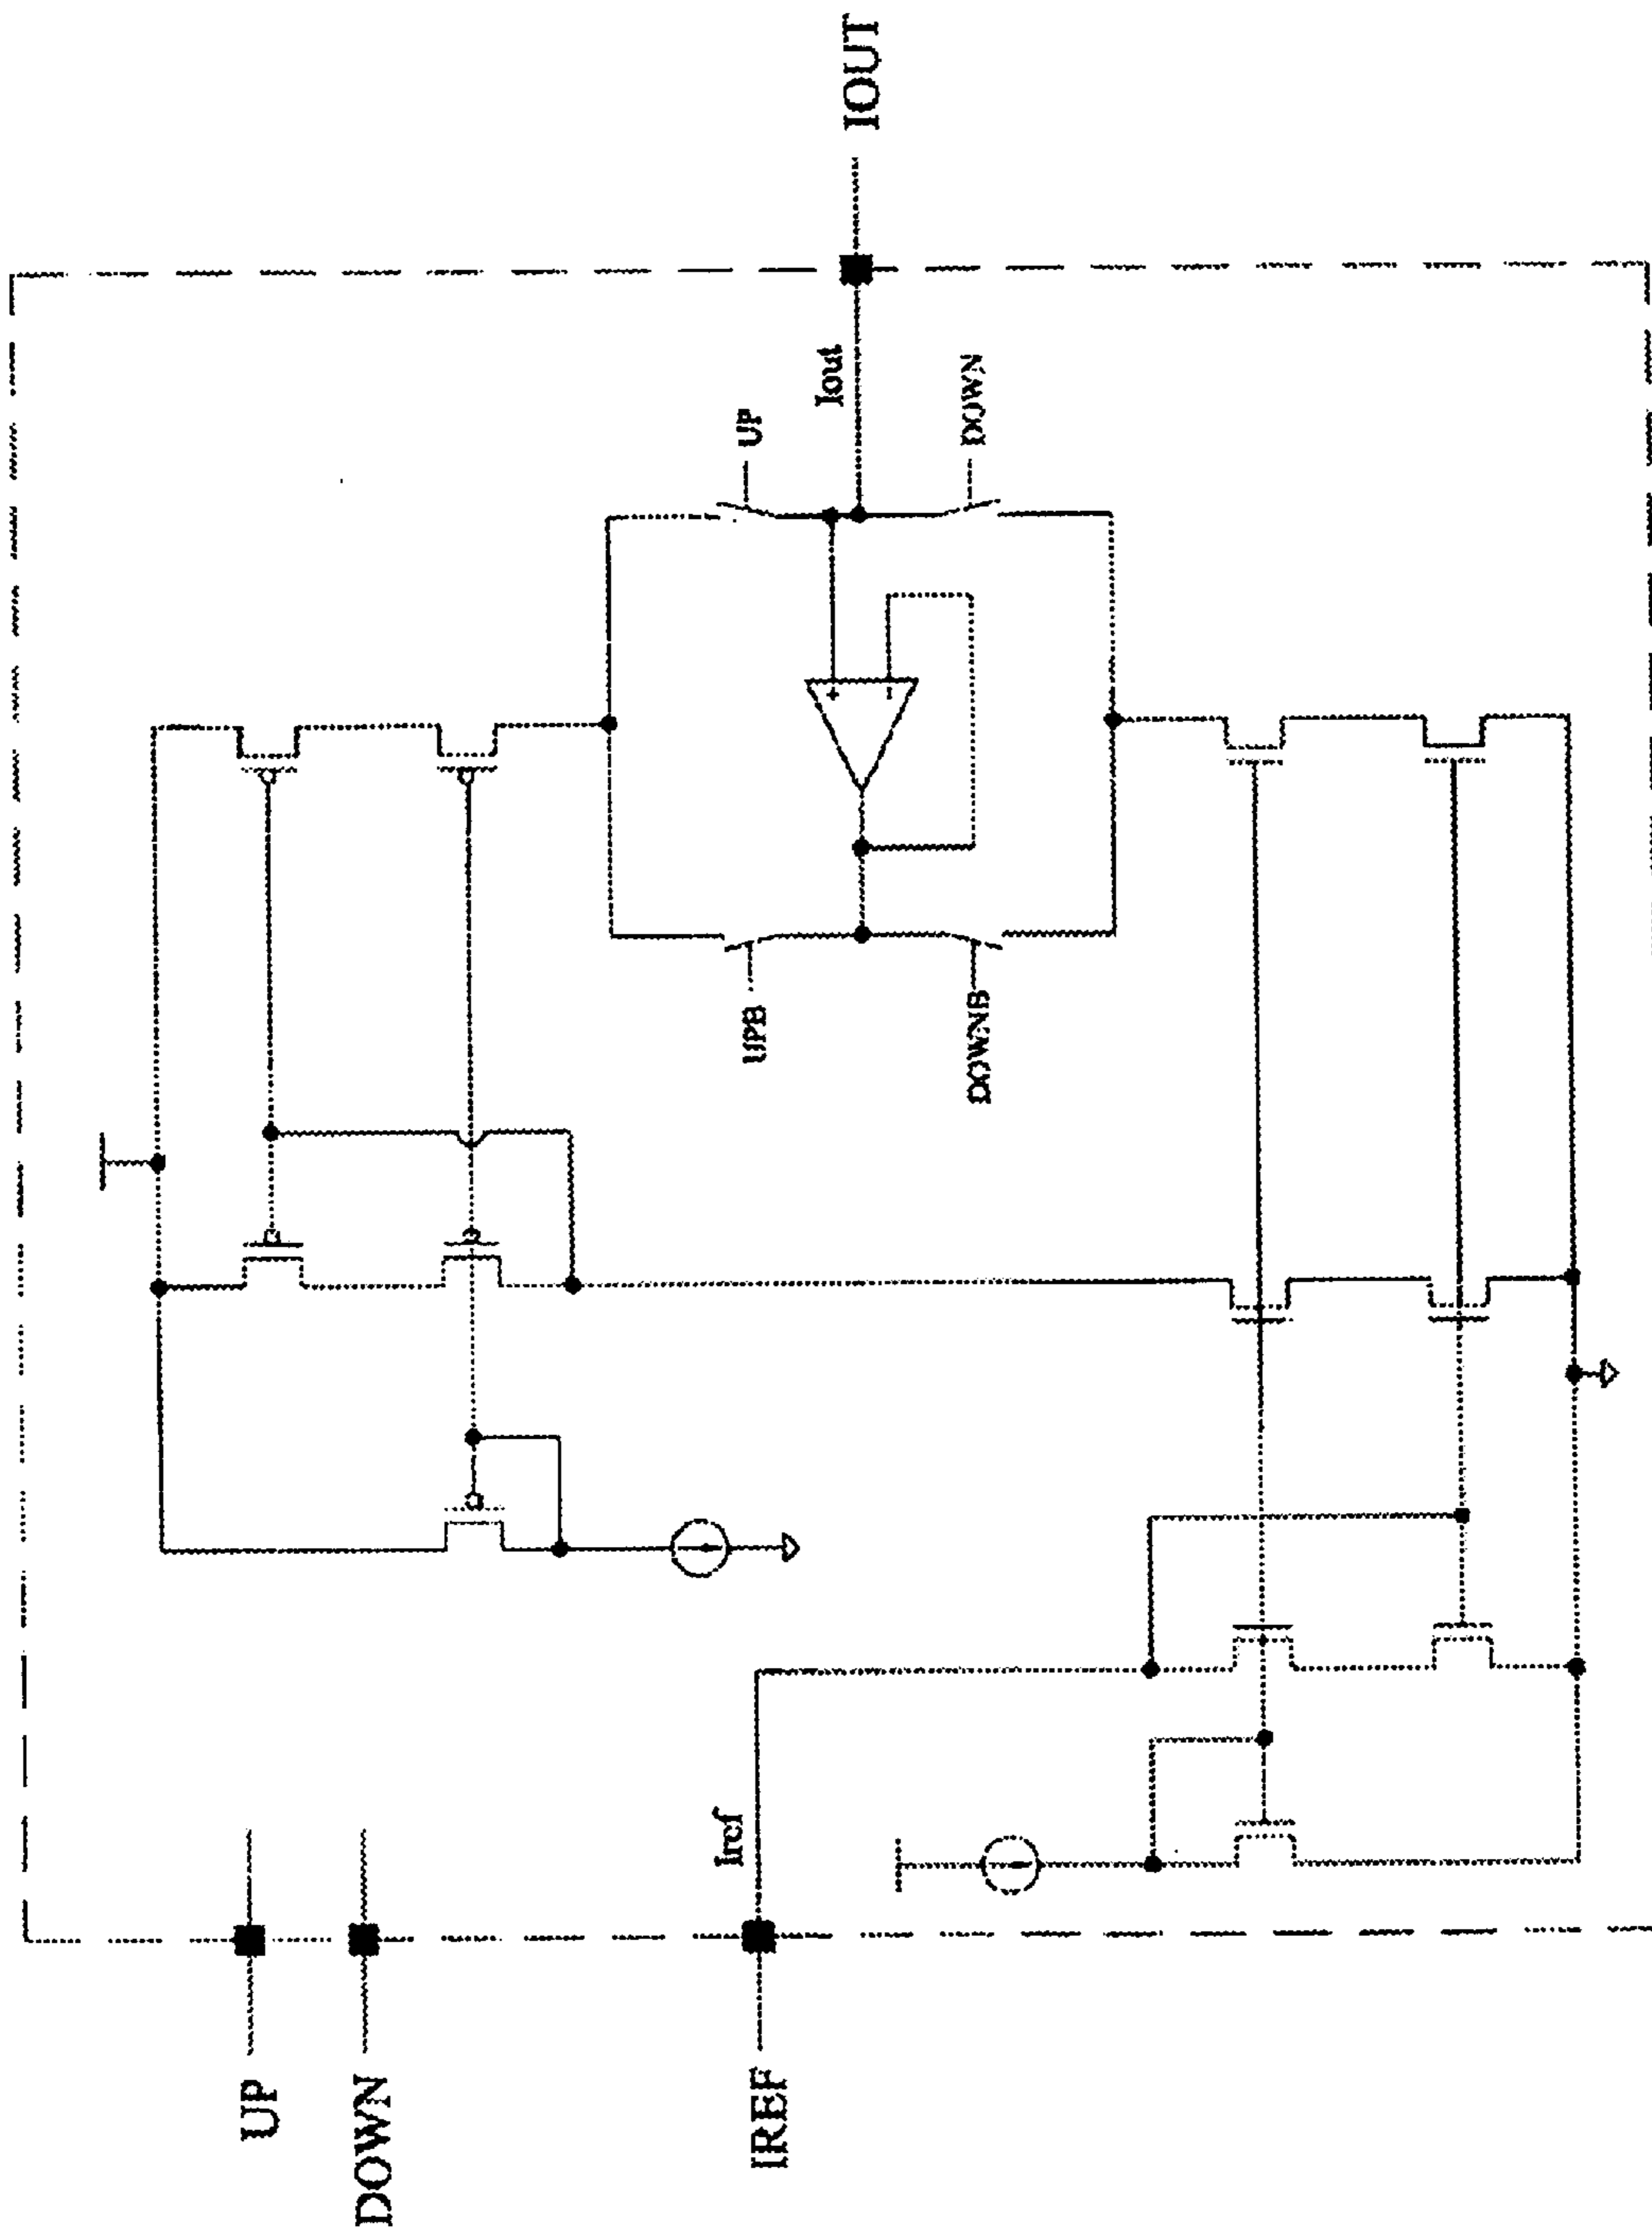 UP
DOWN
IREF
Iref
UPB
DOWNB
UP
DOWN
+
-
Iout
IOUT